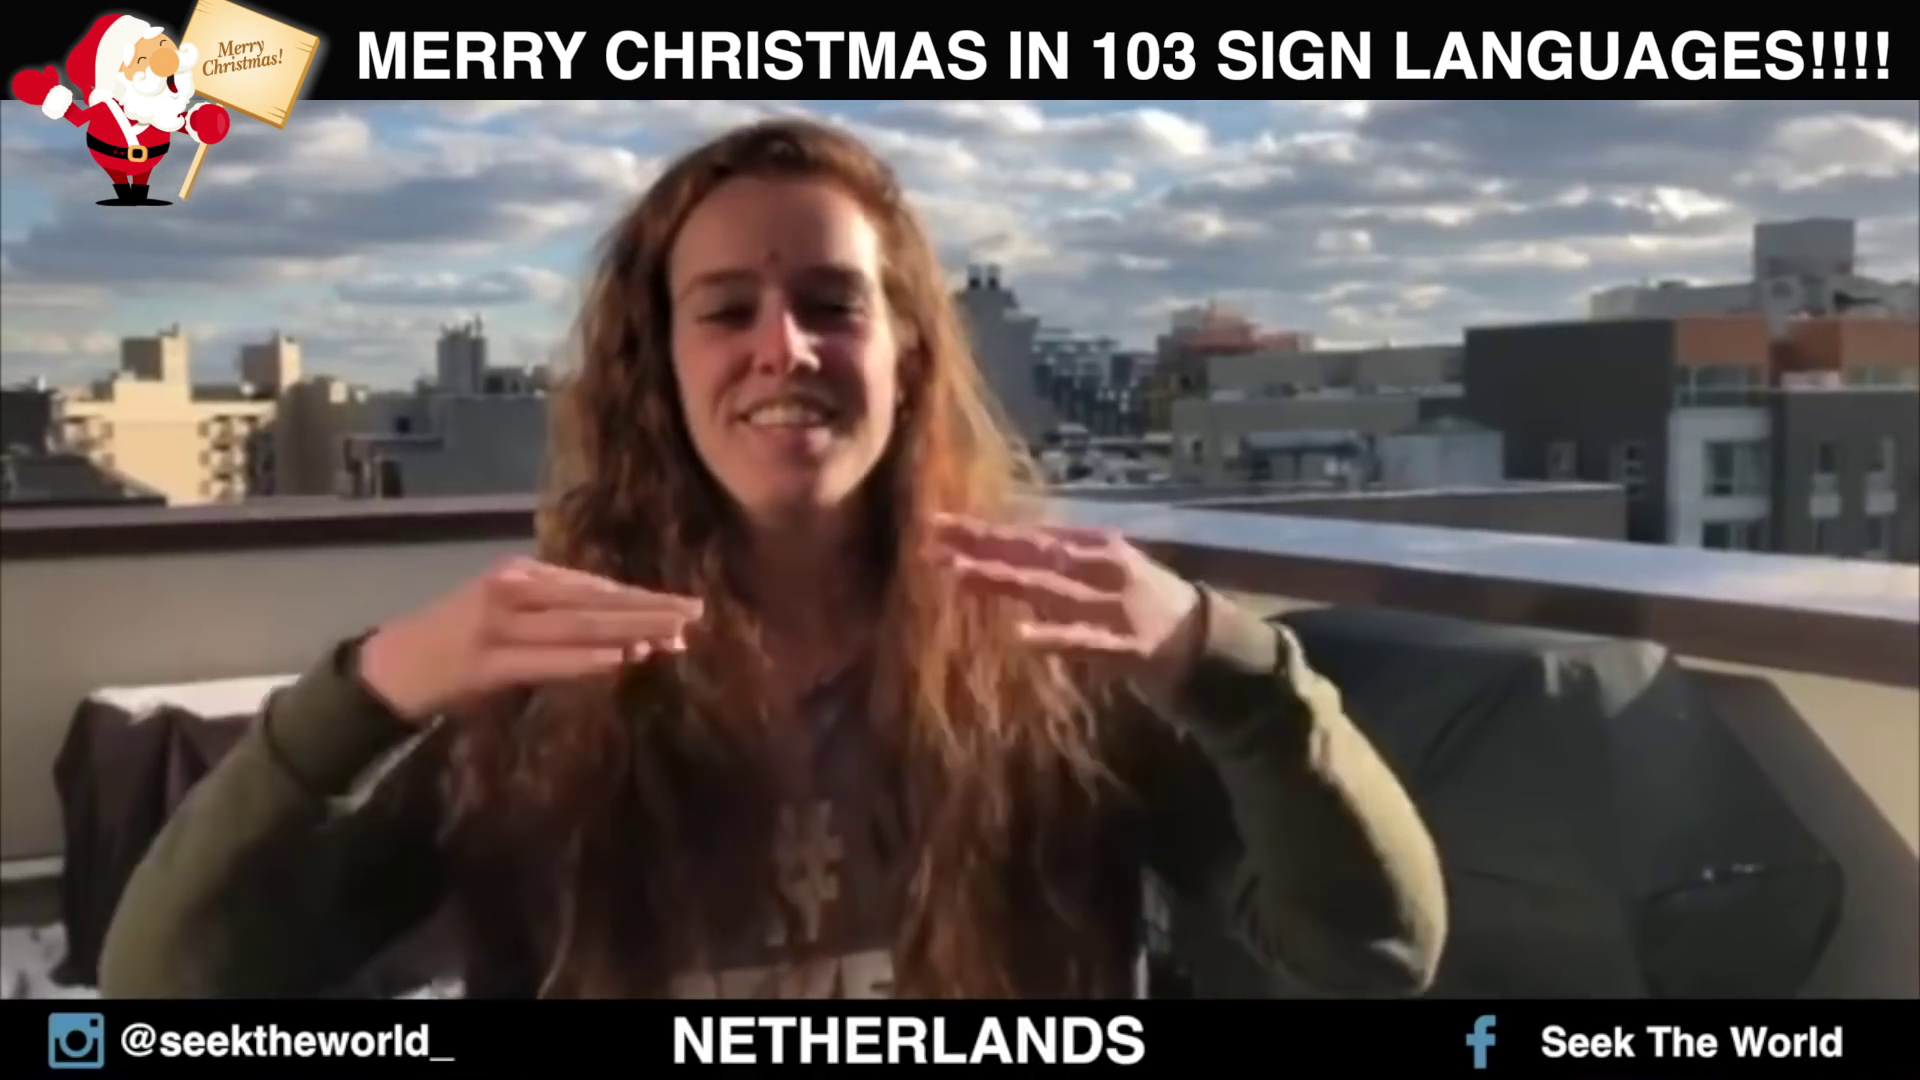 Merry
Christmas!
MERRY CHRISTMAS IN 103 SIGN LANGUAGES!!!!
@seektheworld_
NETHERLANDS
Seek The World